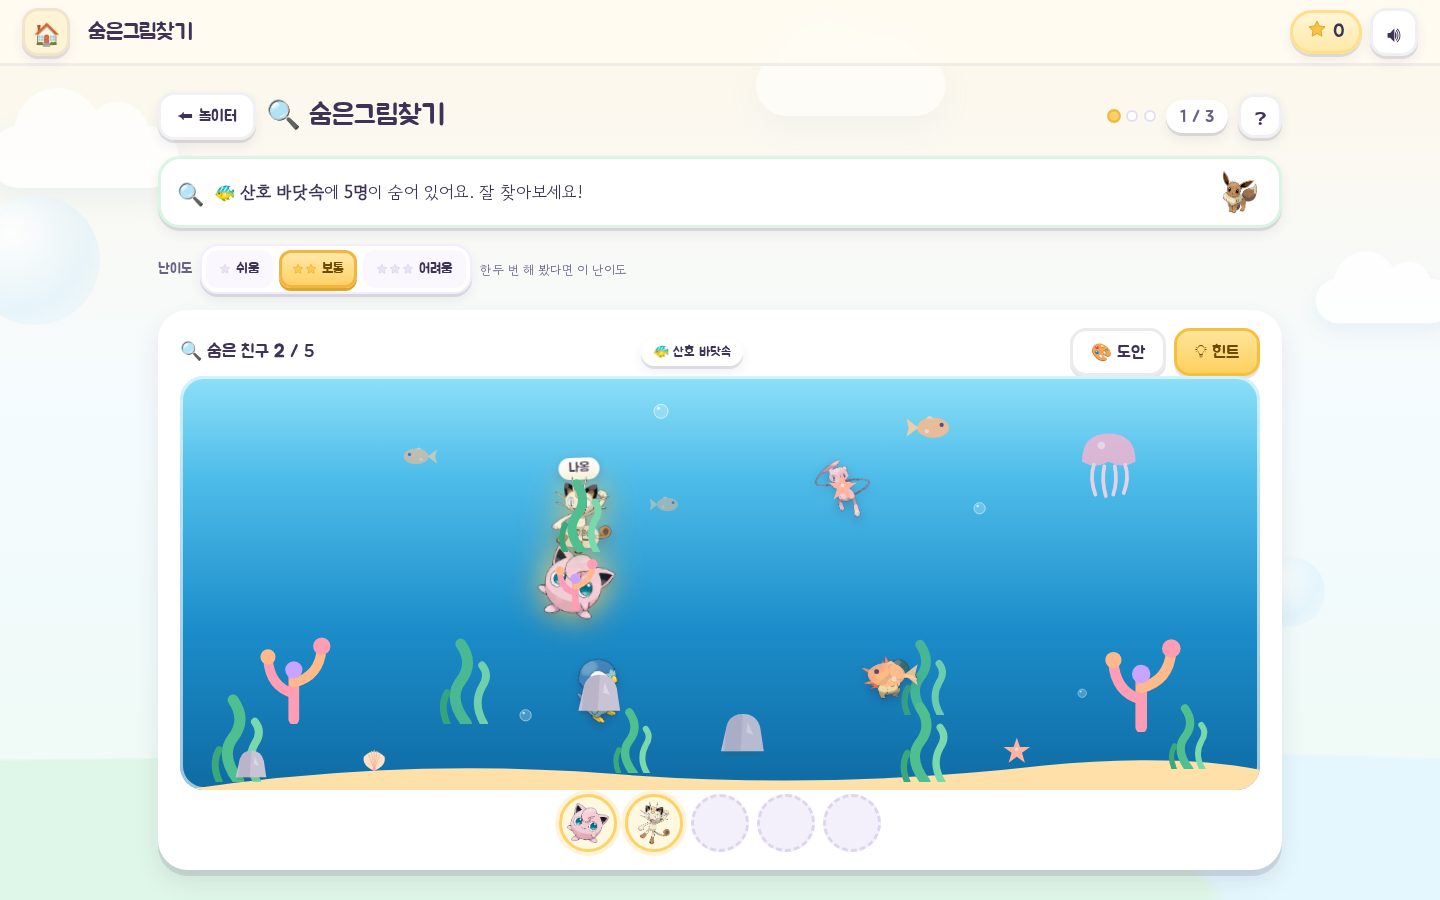 숨은그림찾기
0
놀이터
숨은그림찾기
1 / 3
?
산호 바닷속에 5명이 숨어 있어요. 잘 찾아보세요!
난이도
쉬움
보통
어려움
한두 번 해 봤다면 이 난이도
숨은 친구 2 / 5
산호 바닷속
도안
힌트
나옹